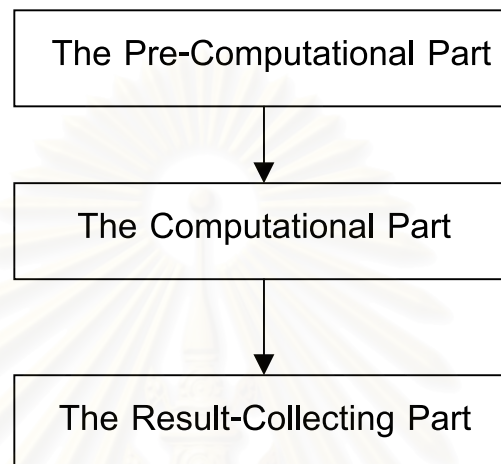 The Pre-Computational Part
The Computational Part
The Result-Collecting Part